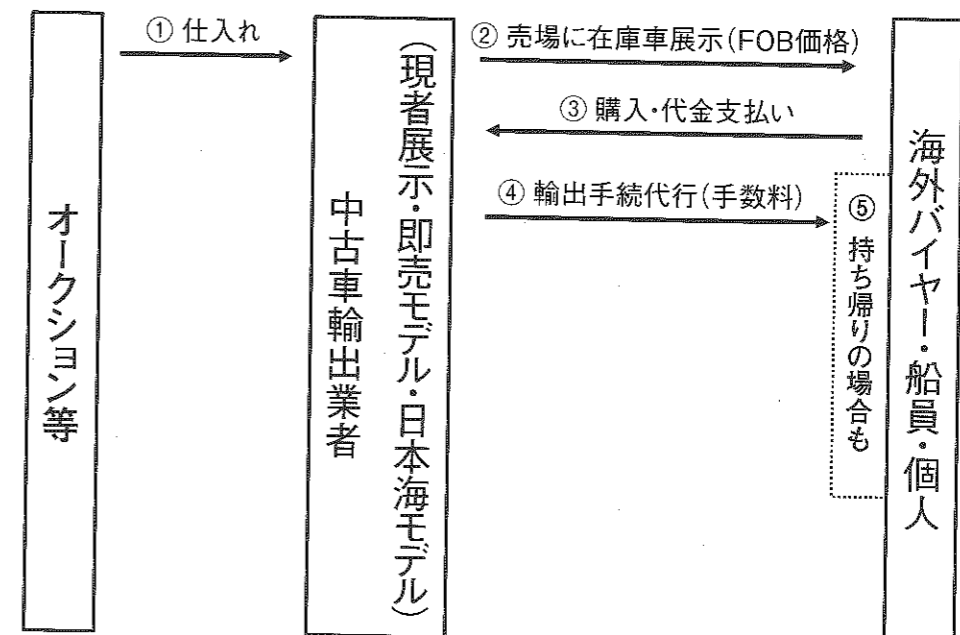 ① 仕入れ
② 売場に在庫車展示(FOB価格)
③ 購入・代金支払い
④ 輸出手続代行(手数料)
⑤ 持ち帰りの場合も
オークション等
(現者展示・即売モデル・日本海モデル)
中古車輸出業者
海外バイヤー・船員・個人